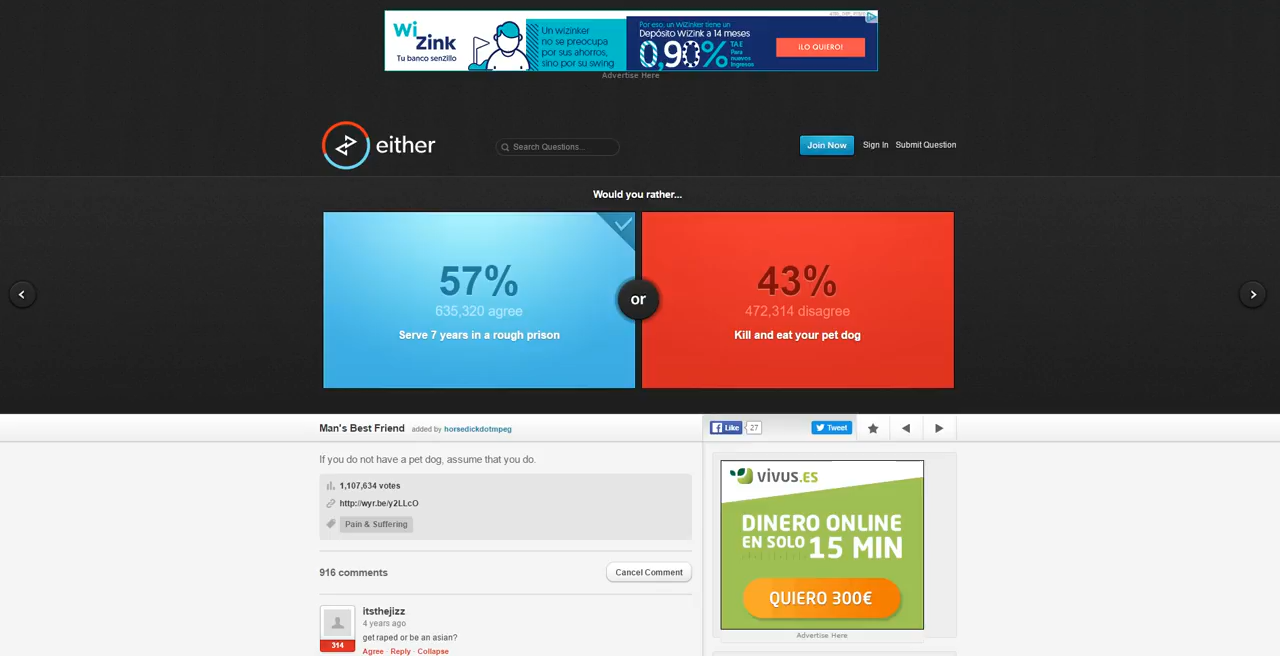 Wi
Zink
Tu banco senZillo
Un wizinker
no se preocupa
por sus ahorros,
sino por su swing
Por eso, un WiZinker tiene un
Depósito WiZink a 14 meses
0,90%
TAE
Para
nuevos
Ingresos
¡LO QUIERO!
Advertise Here
either
Search Questions...
Join Now
Sign In
Submit Question
Would you rather...
57%
635,320 agree
Serve 7 years in a rough prison
or
43%
472,314 disagree
Kill and eat your pet dog
Man's Best Friend added by horsedickdotmpeg
Like
27
Tweet
If you do not have a pet dog, assume that you do.
1,107,634 votes
http://wyr.be/y2LLcO
Pain & Suffering
916 comments
Cancel Comment
itsthejizz
4 years ago
get raped or be an asian?
314
Agree · Reply · Collapse
vivus.es
DINERO ONLINE
EN SOLO 15 MIN
QUIERO 300€
Advertise Here